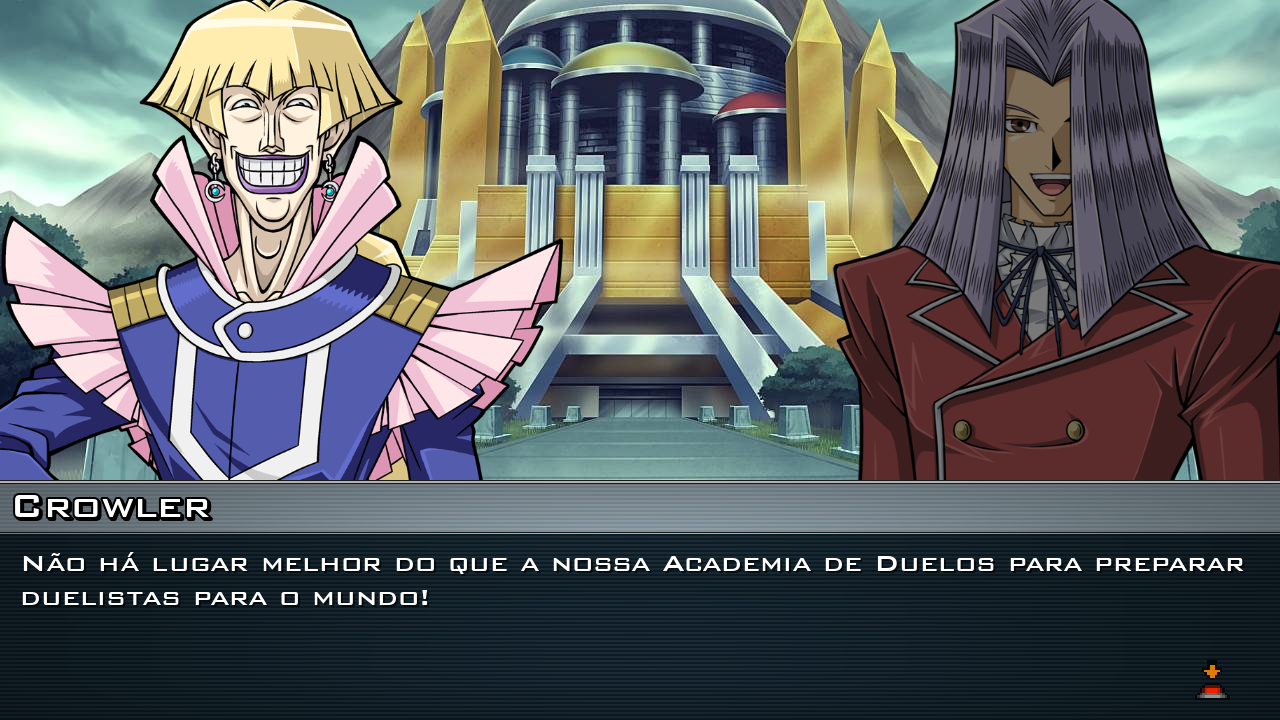 Crowler
Não há lugar melhor do que a nossa Academia de Duelos para preparar
duelistas para o mundo!